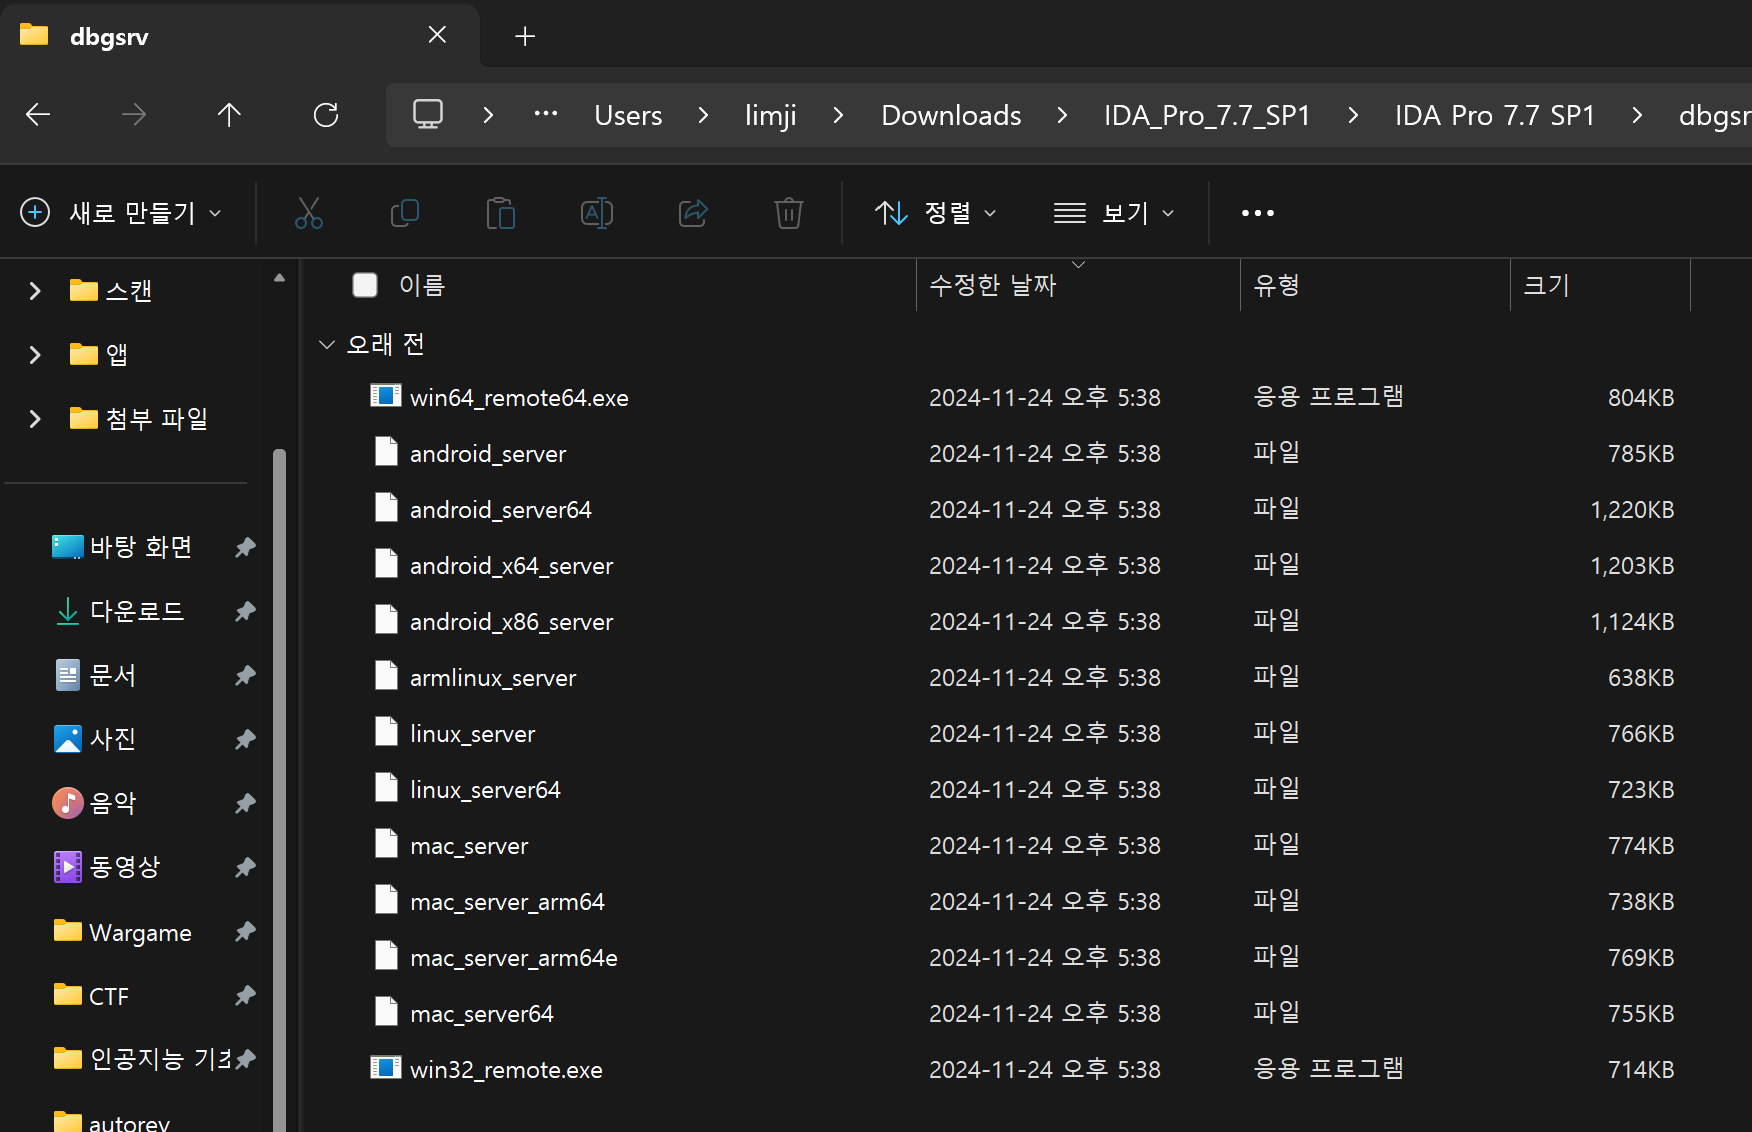 dbgsrv
Users limji Downloads IDA_Pro_7.7_SP1 IDA Pro 7.7 SP1 dbgsr
새로 만들기 정렬 보기
이름 수정한 날짜 유형 크기
스캔
앱
첨부 파일
바탕 화면
다운로드
문서
사진
음악
동영상
Wargame
CTF
인공지능 기초
autorev
오래 전
win64_remote64.exe 2024-11-24 오후 5:38 응용 프로그램 804KB
android_server 2024-11-24 오후 5:38 파일 785KB
android_server64 2024-11-24 오후 5:38 파일 1,220KB
android_x64_server 2024-11-24 오후 5:38 파일 1,203KB
android_x86_server 2024-11-24 오후 5:38 파일 1,124KB
armlinux_server 2024-11-24 오후 5:38 파일 638KB
linux_server 2024-11-24 오후 5:38 파일 766KB
linux_server64 2024-11-24 오후 5:38 파일 723KB
mac_server 2024-11-24 오후 5:38 파일 774KB
mac_server_arm64 2024-11-24 오후 5:38 파일 738KB
mac_server_arm64e 2024-11-24 오후 5:38 파일 769KB
mac_server64 2024-11-24 오후 5:38 파일 755KB
win32_remote.exe 2024-11-24 오후 5:38 응용 프로그램 714KB